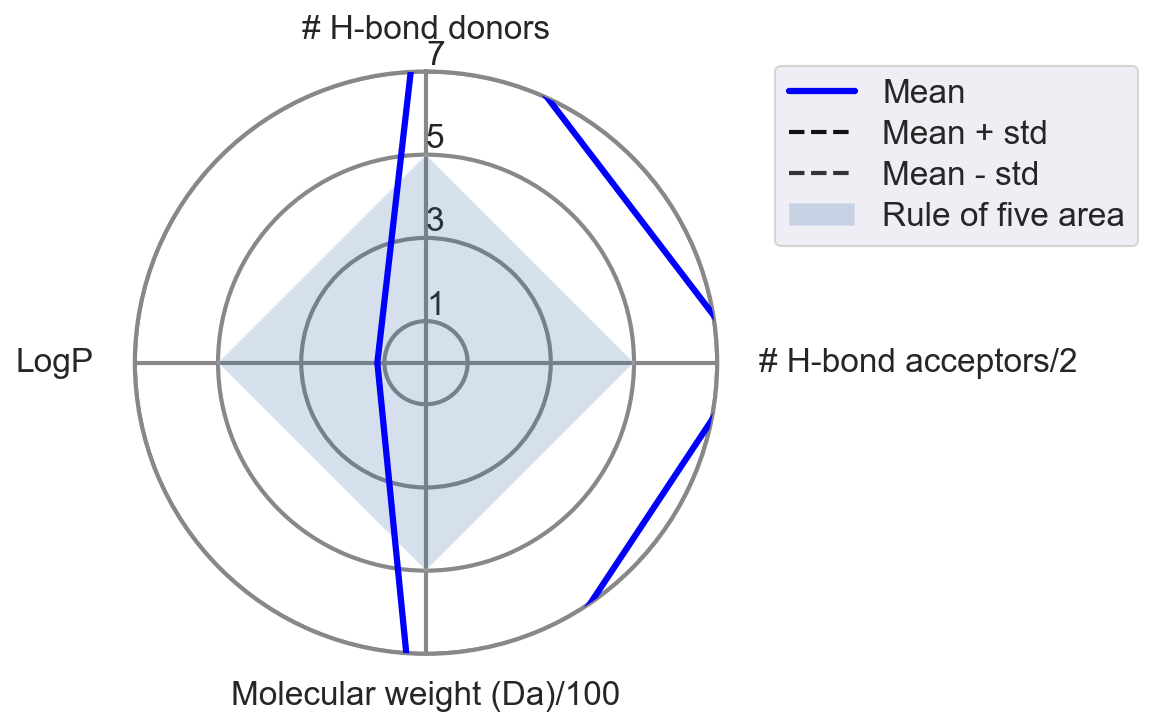 # H-bond donors
7
5
3
1
LogP
# H-bond acceptors/2
Molecular weight (Da)/100
Mean
Mean + std
Mean - std
Rule of five area